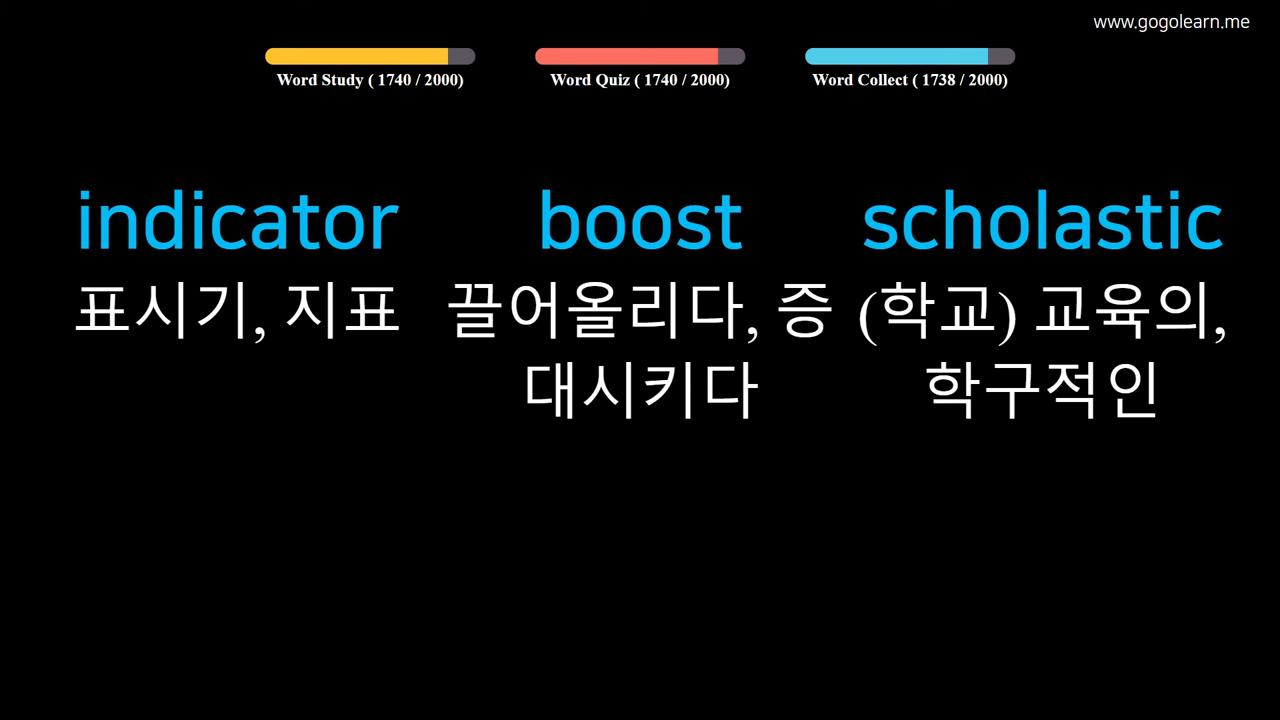 www.gogolearn.me
Word Study ( 1740 / 2000)
Word Quiz ( 1740 / 2000)
Word Collect ( 1738 / 2000)
indicator
표시기, 지표
boost
끌어올리다, 증
대시키다
scholastic
(학교) 교육의,
학구적인